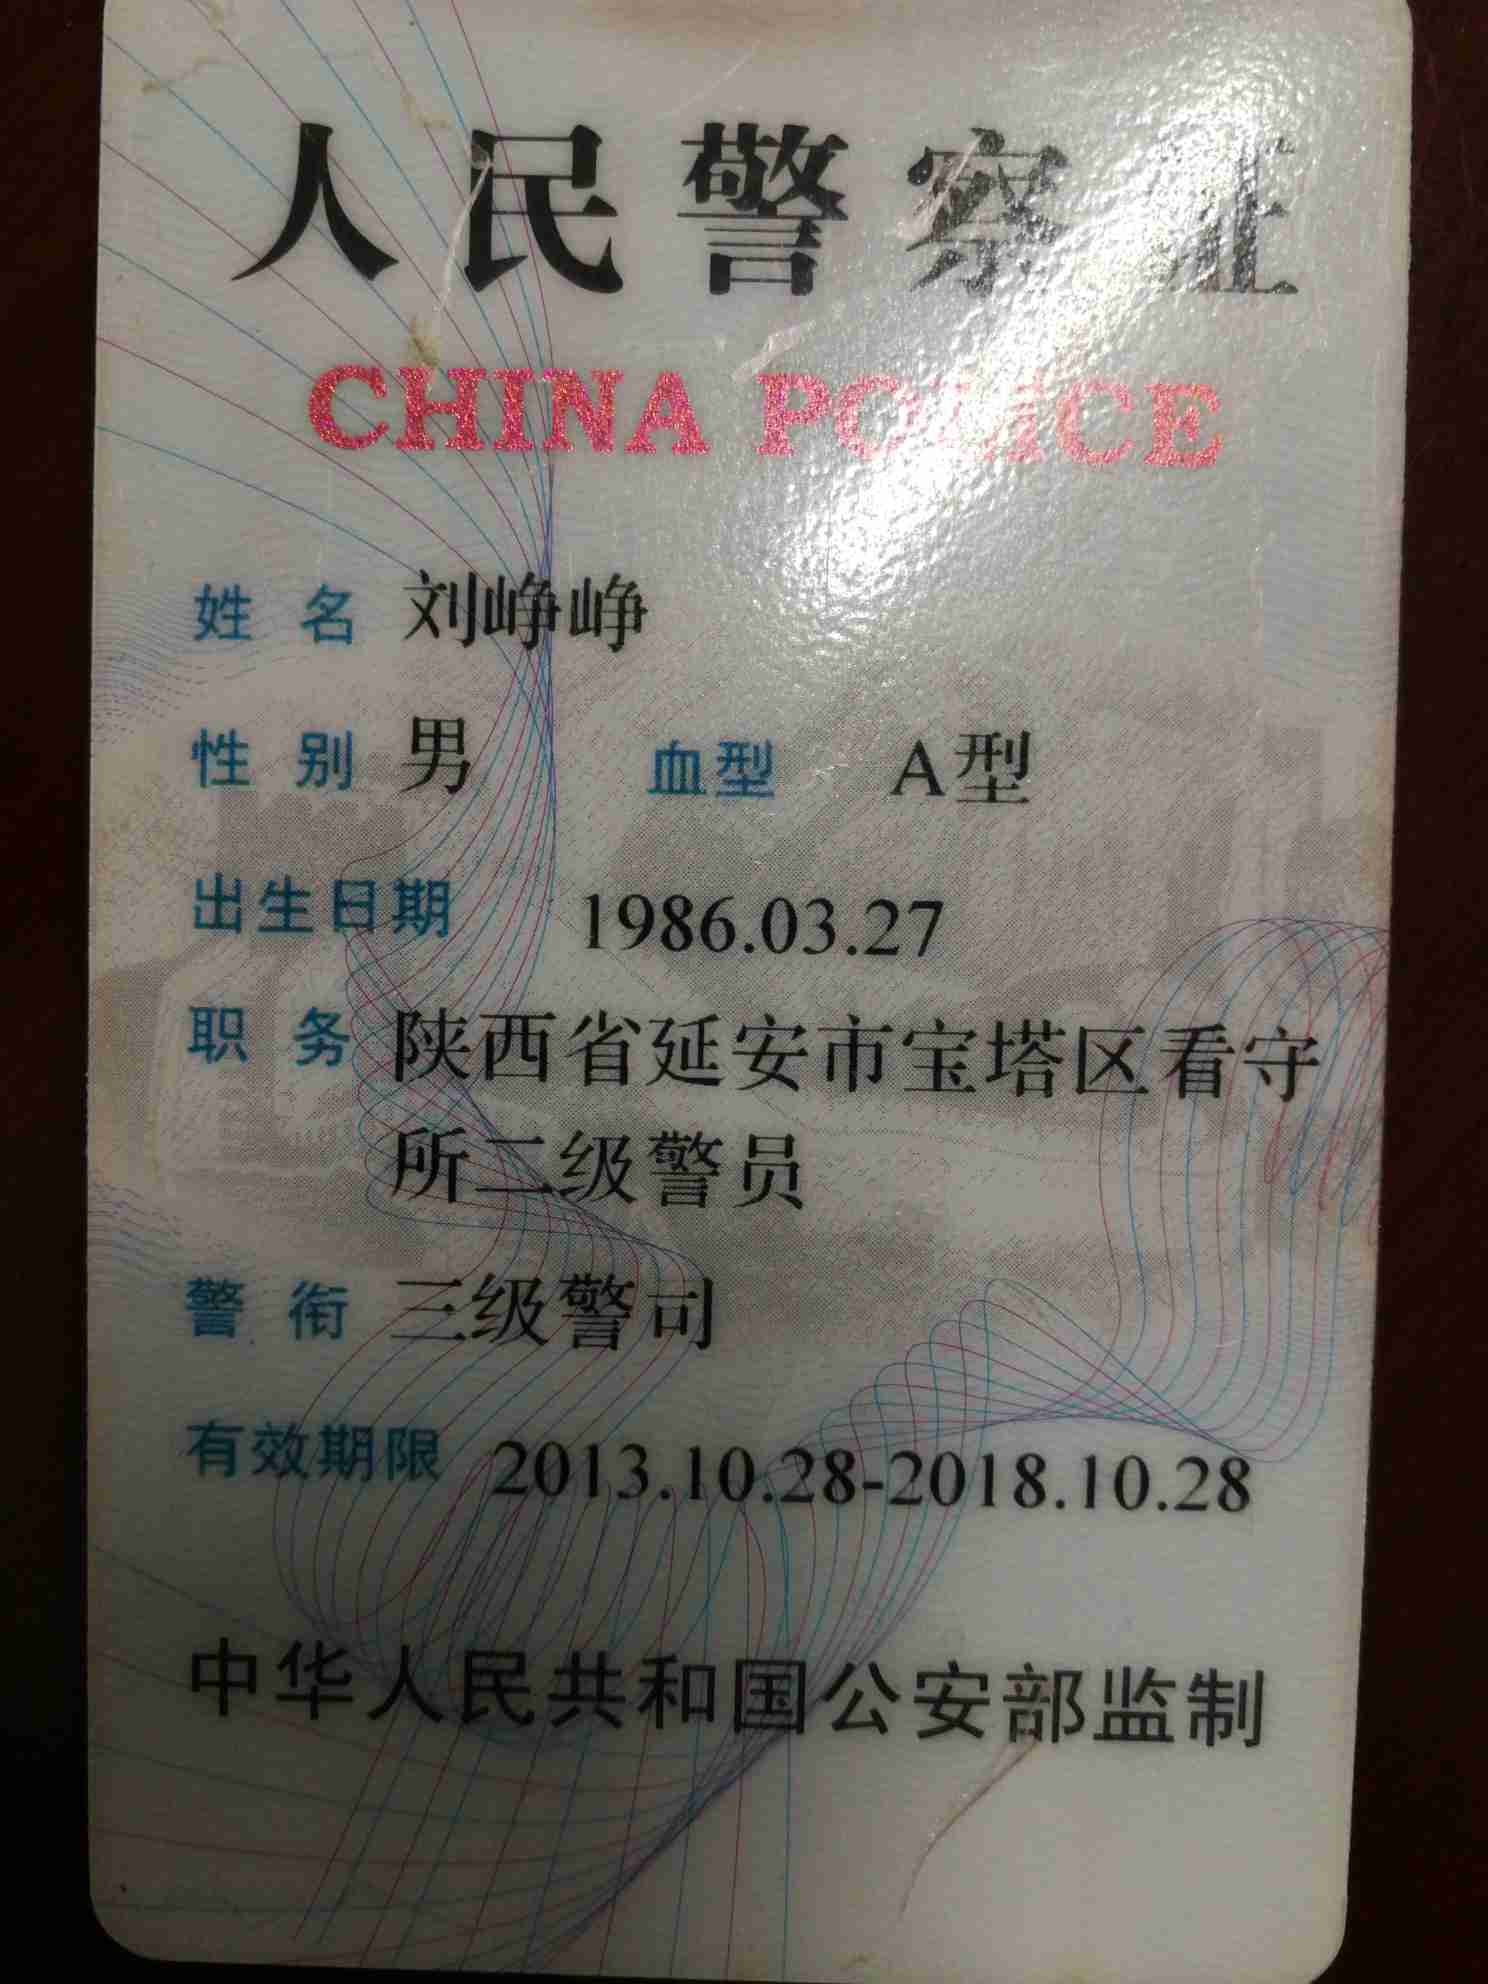 人民警察证
CHINA POLICE
姓 名 刘峥峥
性 别 男 血型 A型
出生日期 1986.03.27
职 务 陕西省延安市宝塔区看守
所二级警员
警 衔 三级警司
有效期限 2013.10.28-2018.10.28
中华人民共和国公安部监制